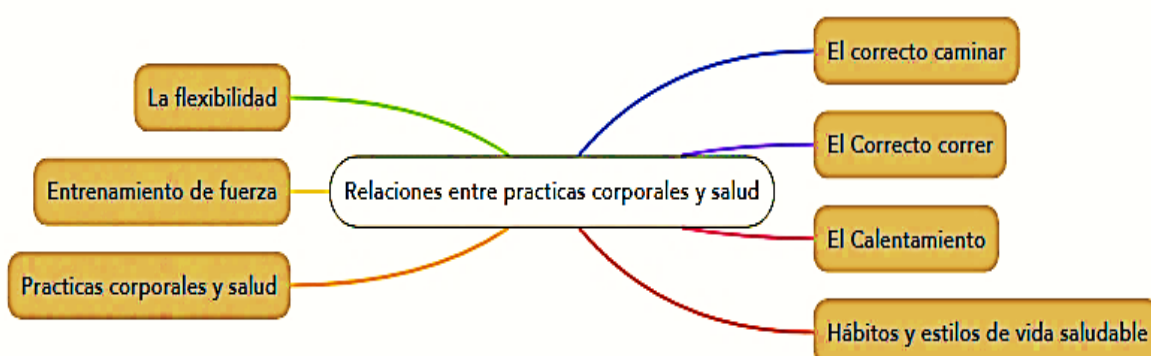 El correcto caminar
La flexibilidad
El Correcto correr
Entrenamiento de fuerza
Relaciones entre practicas corporales y salud
El Calentamiento
Practicas corporales y salud
Hábitos y estilos de vida saludable